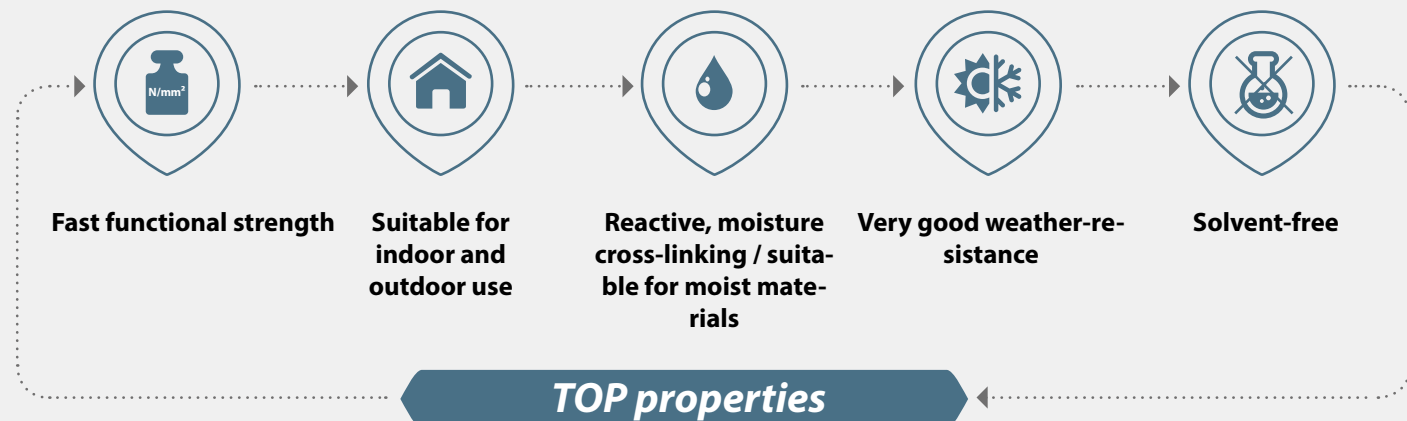 N/mm²
Fast functional strength
Suitable for
indoor and
outdoor use
Reactive, moisture
cross-linking / suita-
ble for moist mate-
rials
Very good weather-re-
sistance
Solvent-free
TOP properties